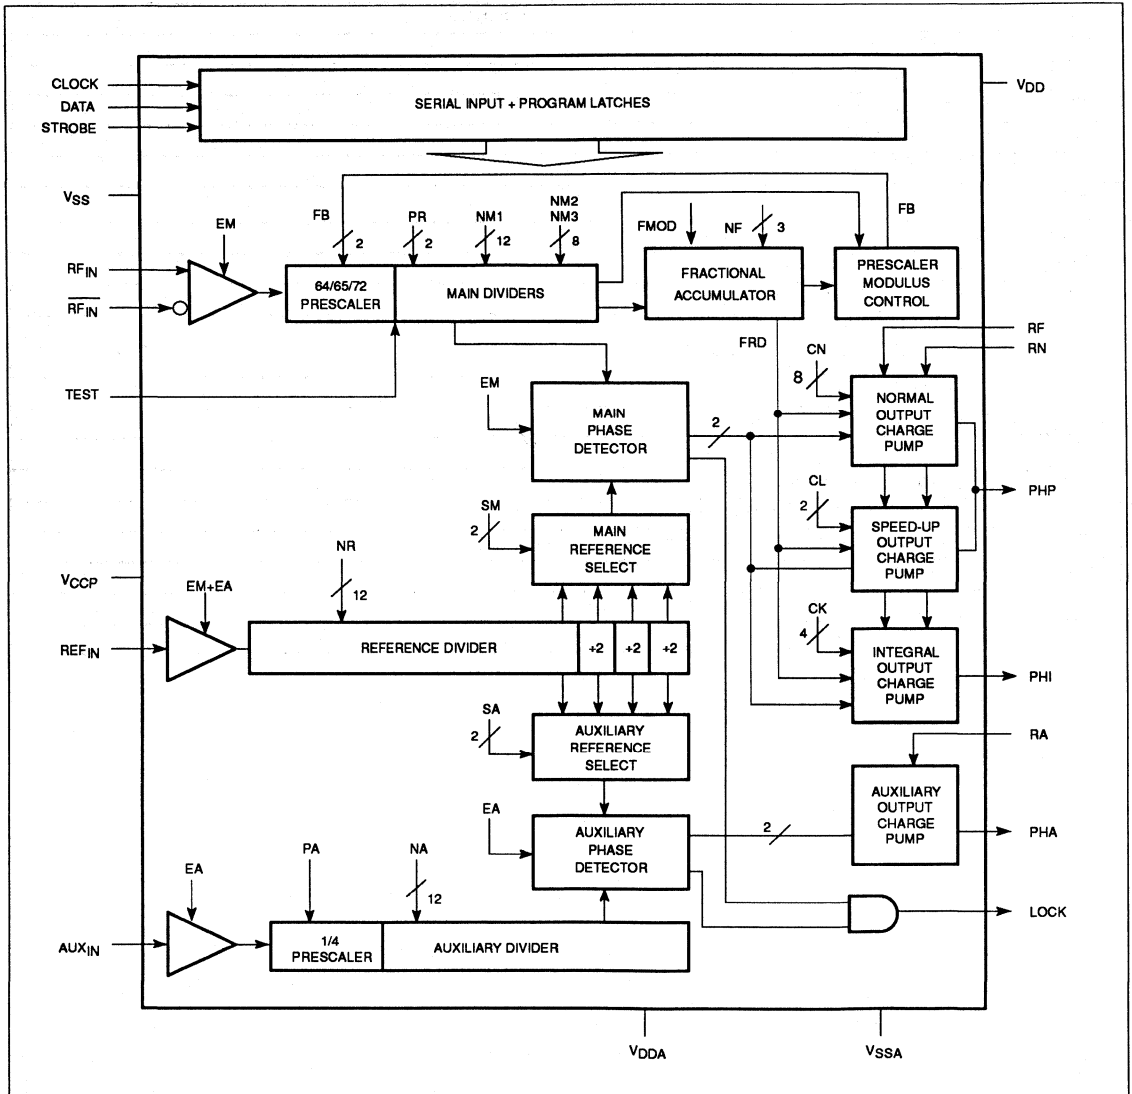 CLOCK
DATA
STROBE
SERIAL INPUT + PROGRAM LATCHES
VDD
VSS
EM
FB
2
PR
2
NM1
12
NM2
NM3
8
FMOD
NF
3
FB
RFIN
RFIN
64/65/72
PRESCALER
MAIN DIVIDERS
FRACTIONAL
ACCUMULATOR
PRESCALER
MODULUS
CONTROL
FRD
RF
RN
TEST
EM
MAIN
PHASE
DETECTOR
2
CN
8
NORMAL
OUTPUT
CHARGE
PUMP
PHP
SM
2
MAIN
REFERENCE
SELECT
CL
2
SPEED-UP
OUTPUT
CHARGE
PUMP
VCCP
EM+EA
NR
12
REFIN
REFERENCE DIVIDER
÷2
÷2
÷2
CK
4
INTEGRAL
OUTPUT
CHARGE
PUMP
PHI
SA
2
AUXILIARY
REFERENCE
SELECT
RA
EA
AUXILIARY
PHASE
DETECTOR
2
AUXILIARY
OUTPUT
CHARGE
PUMP
PHA
EA
PA
NA
12
LOCK
AUXIN
1/4
PRESCALER
AUXILIARY DIVIDER
VDDA
VSSA